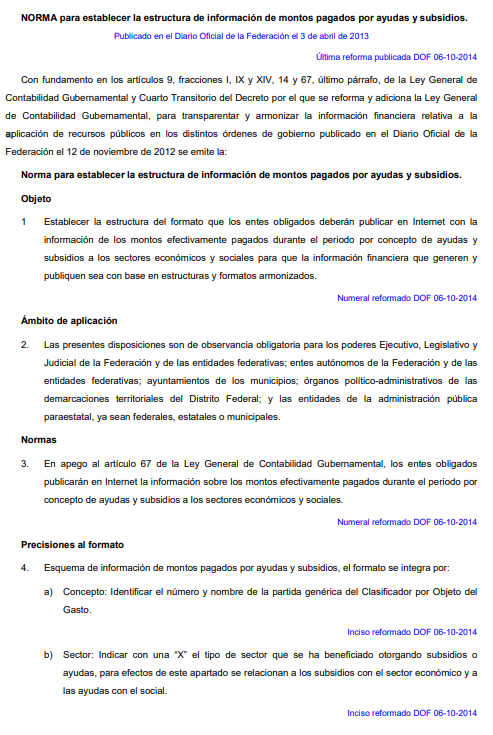 NORMA para establecer la estructura de información de montos pagados por ayudas y subsidios.
Publicado en el Diario Oficial de la Federación el 3 de abril de 2013
Última reforma publicada DOF 06-10-2014
Con fundamento en los artículos 9, fracciones I, IX y XIV, 14 y 67, último párrafo, de la Ley General de
Contabilidad Gubernamental y Cuarto Transitorio del Decreto por el que se reforma y adiciona la Ley General
de Contabilidad Gubernamental, para transparentar y armonizar la información financiera relativa a la
aplicación de recursos públicos en los distintos órdenes de gobierno publicado en el Diario Oficial de la
Federación el 12 de noviembre de 2012 se emite la:
Norma para establecer la estructura de información de montos pagados por ayudas y subsidios.
Objeto
1 Establecer la estructura del formato que los entes obligados deberán publicar en Internet con la
información de los montos efectivamente pagados durante el periodo por concepto de ayudas y
subsidios a los sectores económicos y sociales para que la información financiera que generen y
publiquen sea con base en estructuras y formatos armonizados.
Numeral reformado DOF 06-10-2014
Ámbito de aplicación
2. Las presentes disposiciones son de observancia obligatoria para los poderes Ejecutivo, Legislativo y
Judicial de la Federación y de las entidades federativas; entes autónomos de la Federación y de las
entidades federativas; ayuntamientos de los municipios; órganos político-administrativos de las
demarcaciones territoriales del Distrito Federal; y las entidades de la administración pública
paraestatal, ya sean federales, estatales o municipales.
Normas
3. En apego al artículo 67 de la Ley General de Contabilidad Gubernamental, los entes obligados
publicarán en Internet la información sobre los montos efectivamente pagados durante el periodo por
concepto de ayudas y subsidios a los sectores económicos y sociales.
Numeral reformado DOF 06-10-2014
Precisiones al formato
4. Esquema de información de montos pagados por ayudas y subsidios, el formato se integra por:
a) Concepto: Identificar el número y nombre de la partida genérica del Clasificador por Objeto del
Gasto.
Inciso reformado DOF 06-10-2014
b) Sector: Indicar con una “X” el tipo de sector que se ha beneficiado otorgando subsidios o
ayudas, para efectos de este apartado se relacionan a los subsidios con el sector económico y a
las ayudas con el social.
Inciso reformado DOF 06-10-2014